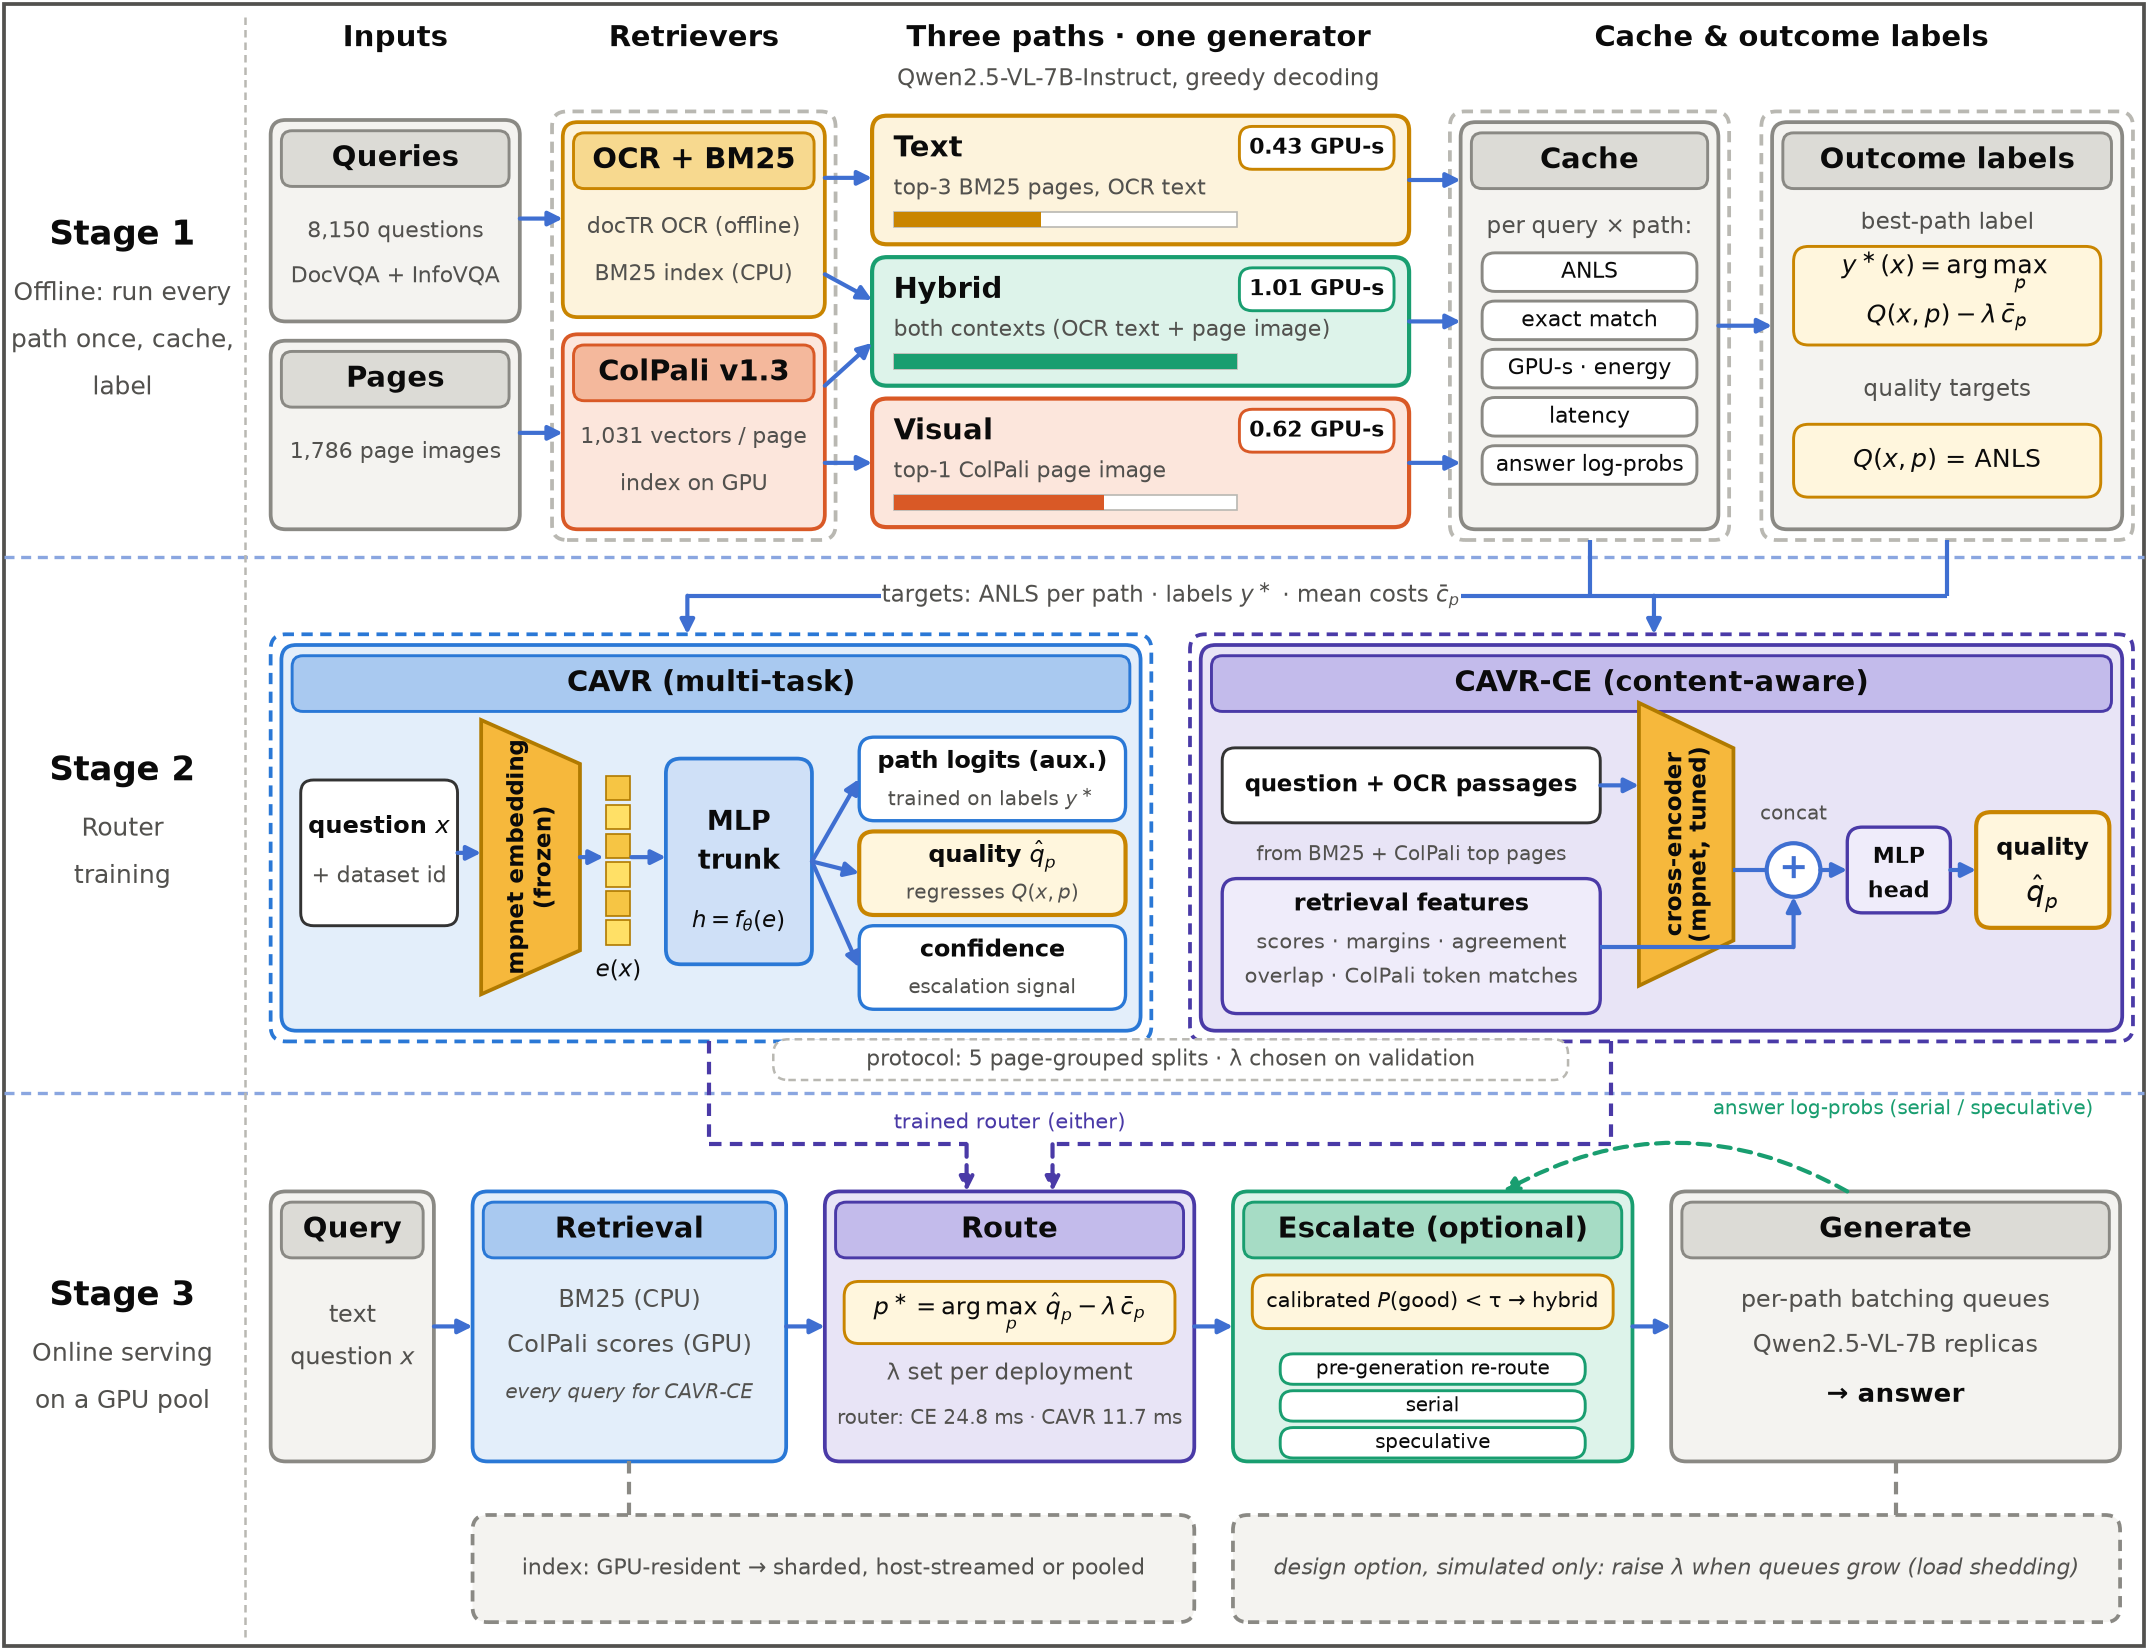 Inputs
Retrievers
Three paths · one generator
Qwen2.5-VL-7B-Instruct, greedy decoding
Cache & outcome labels
Stage 1
Offline: run every
path once, cache,
label
Queries
8,150 questions
DocVQA + InfoVQA
Pages
1,786 page images
OCR + BM25
docTR OCR (offline)
BM25 index (CPU)
ColPali v1.3
1,031 vectors / page
index on GPU
Text
0.43 GPU-s
top-3 BM25 pages, OCR text
Hybrid
1.01 GPU-s
both contexts (OCR text + page image)
Visual
0.62 GPU-s
top-1 ColPali page image
Cache
per query × path:
ANLS
exact match
GPU-s · energy
latency
answer log-probs
Outcome labels
best-path label
y*(x) = arg max_p
Q(x, p) − λ c̄_p
quality targets
Q(x, p) = ANLS
targets: ANLS per path · labels y* · mean costs c̄_p
Stage 2
Router
training
CAVR (multi-task)
question x
+ dataset id
mpnet embedding
(frozen)
e(x)
MLP
trunk
h = f_θ(e)
path logits (aux.)
trained on labels y*
quality q̂_p
regresses Q(x, p)
confidence
escalation signal
CAVR-CE (content-aware)
question + OCR passages
from BM25 + ColPali top pages
retrieval features
scores · margins · agreement
overlap · ColPali token matches
cross-encoder
(mpnet, tuned)
concat
+
MLP
head
quality
q̂_p
protocol: 5 page-grouped splits · λ chosen on validation
trained router (either)
answer log-probs (serial / speculative)
Stage 3
Online serving
on a GPU pool
Query
text
question x
Retrieval
BM25 (CPU)
ColPali scores (GPU)
every query for CAVR-CE
Route
p* = arg max_p q̂_p − λ c̄_p
λ set per deployment
router: CE 24.8 ms · CAVR 11.7 ms
Escalate (optional)
calibrated P(good) < τ → hybrid
pre-generation re-route
serial
speculative
Generate
per-path batching queues
Qwen2.5-VL-7B replicas
→ answer
index: GPU-resident → sharded, host-streamed or pooled
design option, simulated only: raise λ when queues grow (load shedding)